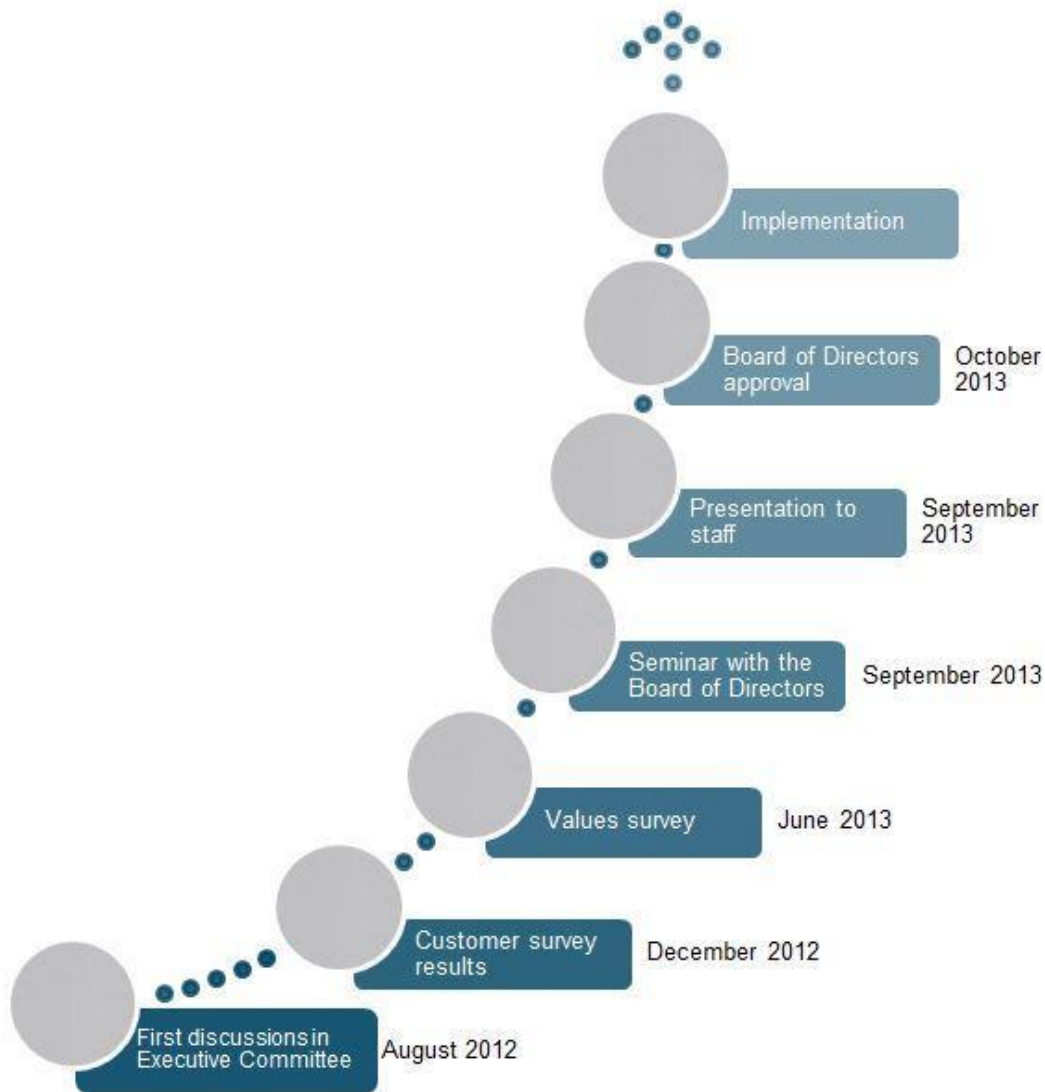 Implementation
Board of Directors
approval
October
2013
Presentation to
staff
September
2013
Seminar with the
Board of Directors
September 2013
Values survey
June 2013
Customer survey
results
December 2012
First discussions in
Executive Committee
August 2012